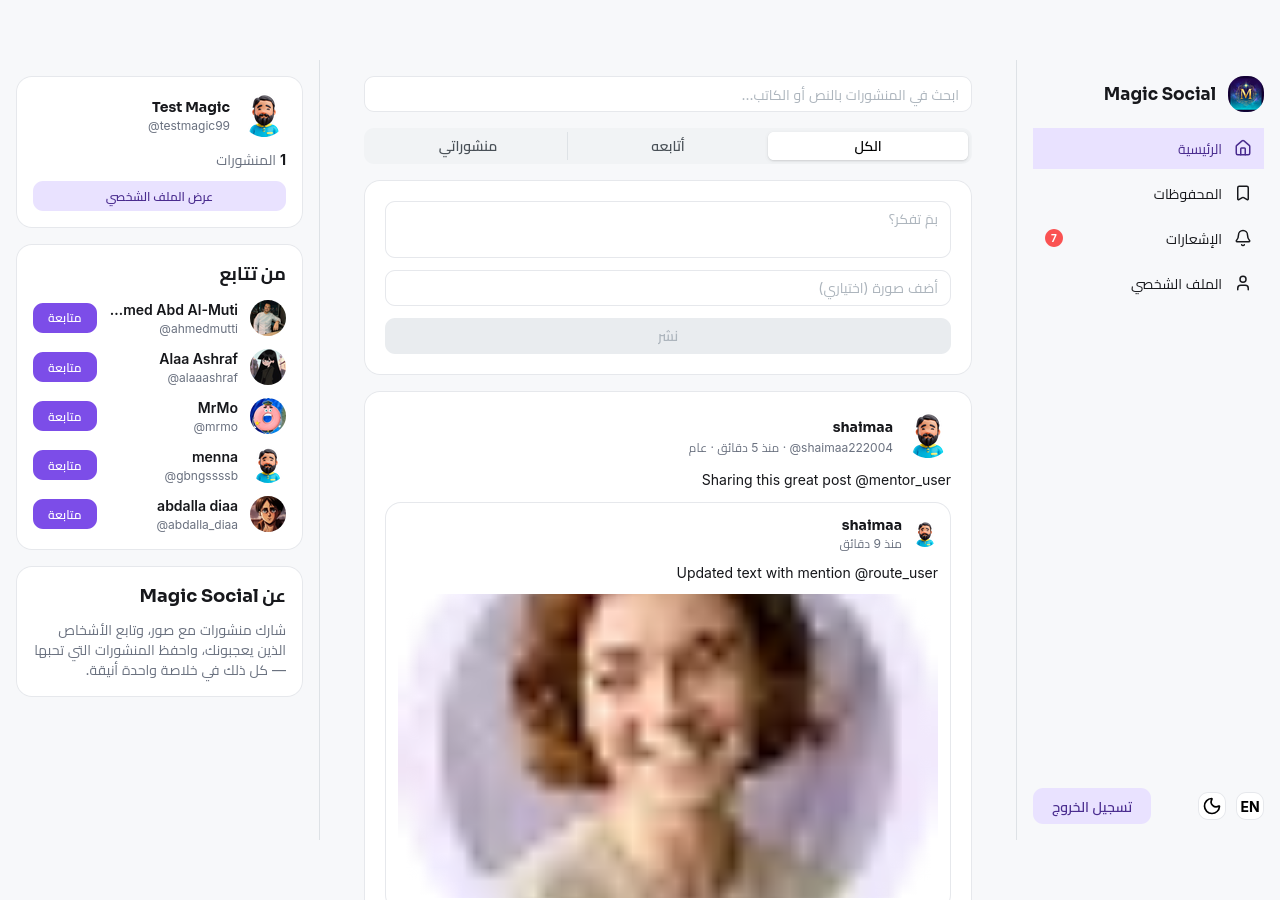 Magic Social
الرئيسية
المحفوظات
الإشعارات
7
الملف الشخصي
EN
تسجيل الخروج
ابحث في المنشورات بالنص أو الكاتب...
الكل
أتابعه
منشوراتي
بمَ تفكر؟
أضف صورة (اختياري)
نشر
shaimaa
@shaimaa222004 · منذ 5 دقائق · عام
Sharing this great post @mentor_user
shaimaa
منذ 9 دقائق
Updated text with mention @route_user
Test Magic
@testmagic99
1 المنشورات
عرض الملف الشخصي
من تتابع
...med Abd Al-Muti
@ahmedmutti
متابعة
Alaa Ashraf
@alaaashraf
متابعة
MrMo
@mrmo
متابعة
menna
@gbngssssb
متابعة
abdalla diaa
@abdalla_diaa
متابعة
عن Magic Social
شارك منشورات مع صور، وتابع الأشخاص
الذين يعجبونك، واحفظ المنشورات التي تحبها
— كل ذلك في خلاصة واحدة أنيقة.